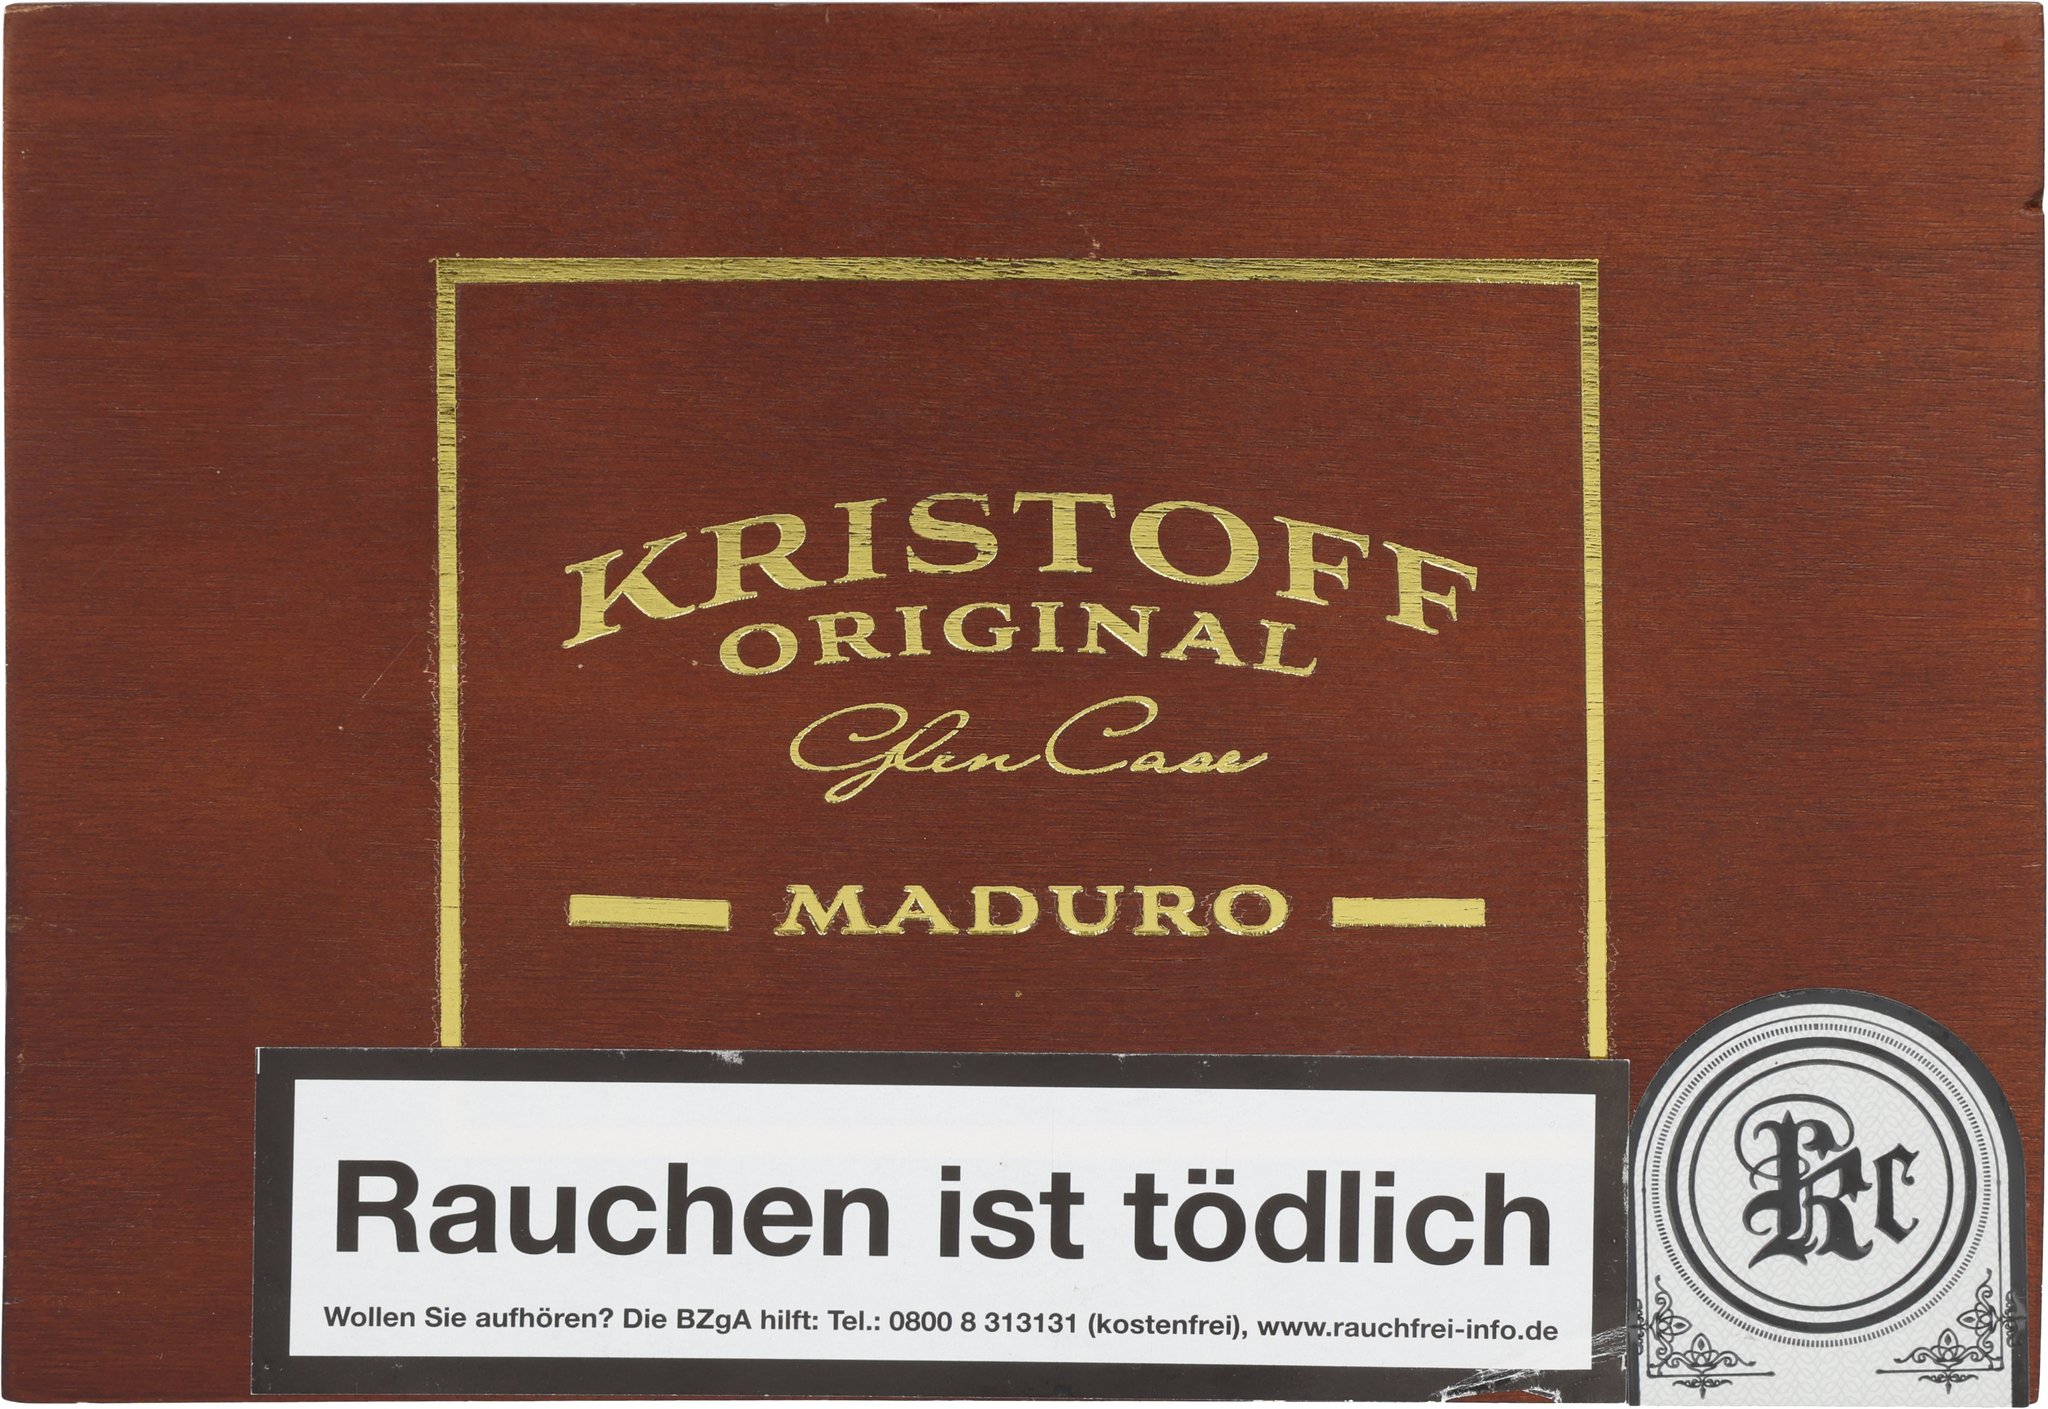 KRISTOFF
ORIGINAL
Glen Case
MADURO
Rauchen ist tödlich
Wollen Sie aufhören? Die BZgA hilft: Tel.: 0800 8 313131 (kostenfrei), www.rauchfrei-info.de
Kc